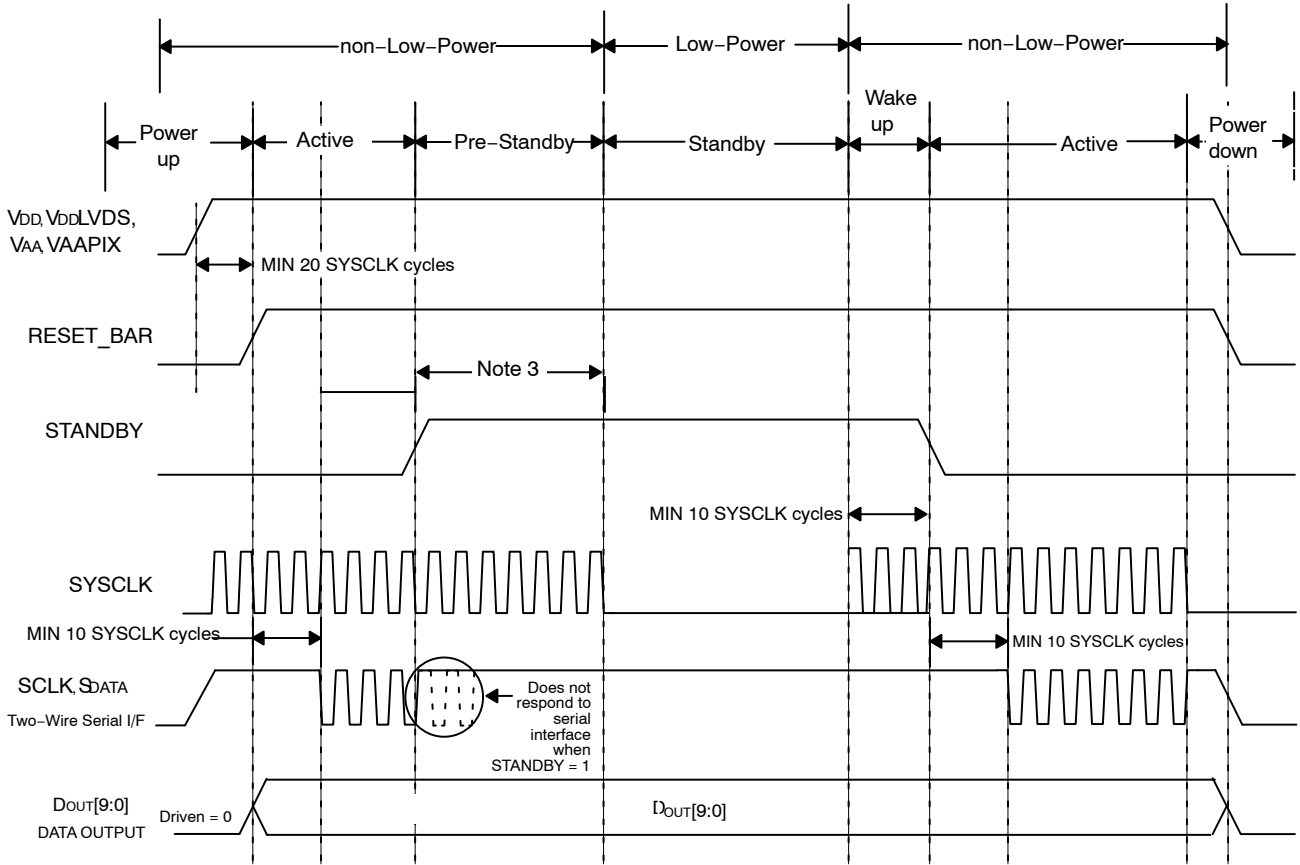 non–Low–Power
Low–Power
non–Low–Power
Power
up
Active
Pre–Standby
Standby
Wake
up
Active
Power
down
VDD, VDDLVDS,
VAA, VAAPIX
MIN 20 SYSCLK cycles
RESET_BAR
Note 3
STANDBY
MIN 10 SYSCLK cycles
SYSCLK
MIN 10 SYSCLK cycles
MIN 10 SYSCLK cycles
SCLK, SDATA
Two–Wire Serial I/F
Does not
respond to
serial
interface
when
STANDBY = 1
DOUT[9:0]
DATA OUTPUT
Driven = 0
DOUT[9:0]